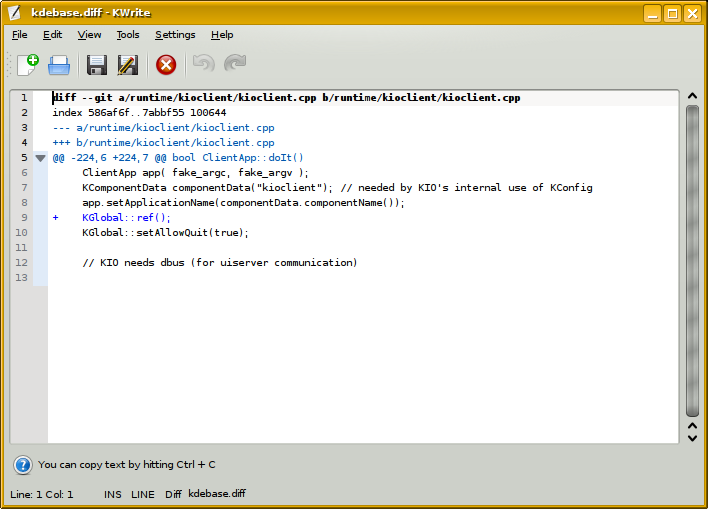 kdebase.diff - KWrite
File Edit View Tools Settings Help
1 diff --git a/runtime/kioclient/kioclient.cpp b/runtime/kioclient/kioclient.cpp
2 index 586af6f..7abbf55 100644
3 --- a/runtime/kioclient/kioclient.cpp
4 +++ b/runtime/kioclient/kioclient.cpp
5 @@ -224,6 +224,7 @@ bool ClientApp::doIt()
6 ClientApp app( fake_argc, fake_argv );
7 KComponentData componentData("kioclient"); // needed by KIO's internal use of KConfig
8 app.setApplicationName(componentData.componentName());
9 + KGlobal::ref();
10 KGlobal::setAllowQuit(true);
11
12 // KIO needs dbus (for uiserver communication)
13
You can copy text by hitting Ctrl + C
Line: 1 Col: 1 INS LINE Diff kdebase.diff